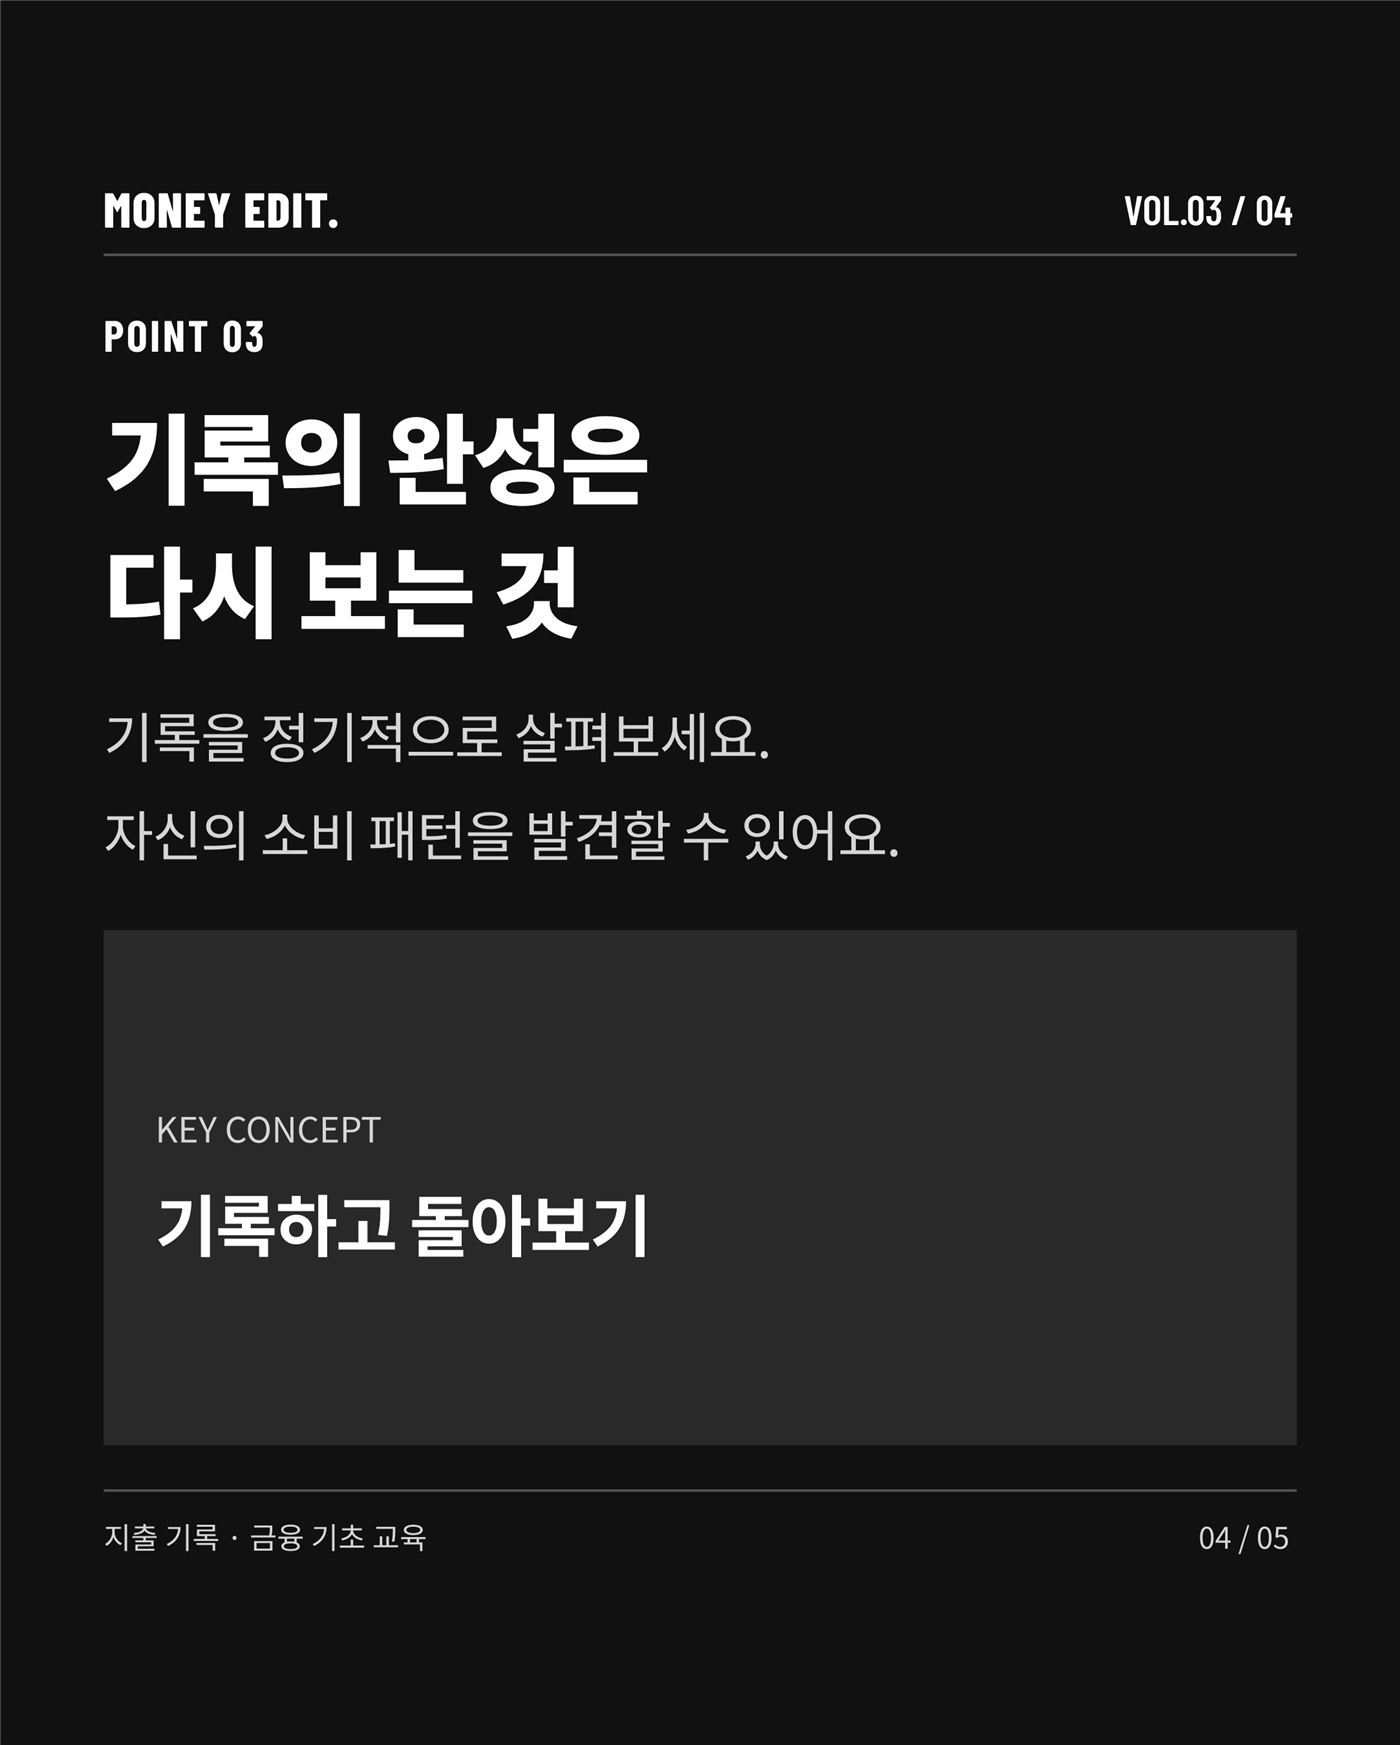 MONEY EDIT.
VOL.03 / 04
POINT 03
기록의 완성은
다시 보는 것
기록을 정기적으로 살펴보세요.
자신의 소비 패턴을 발견할 수 있어요.
KEY CONCEPT
기록하고 돌아보기
지출 기록 · 금융 기초 교육
04 / 05